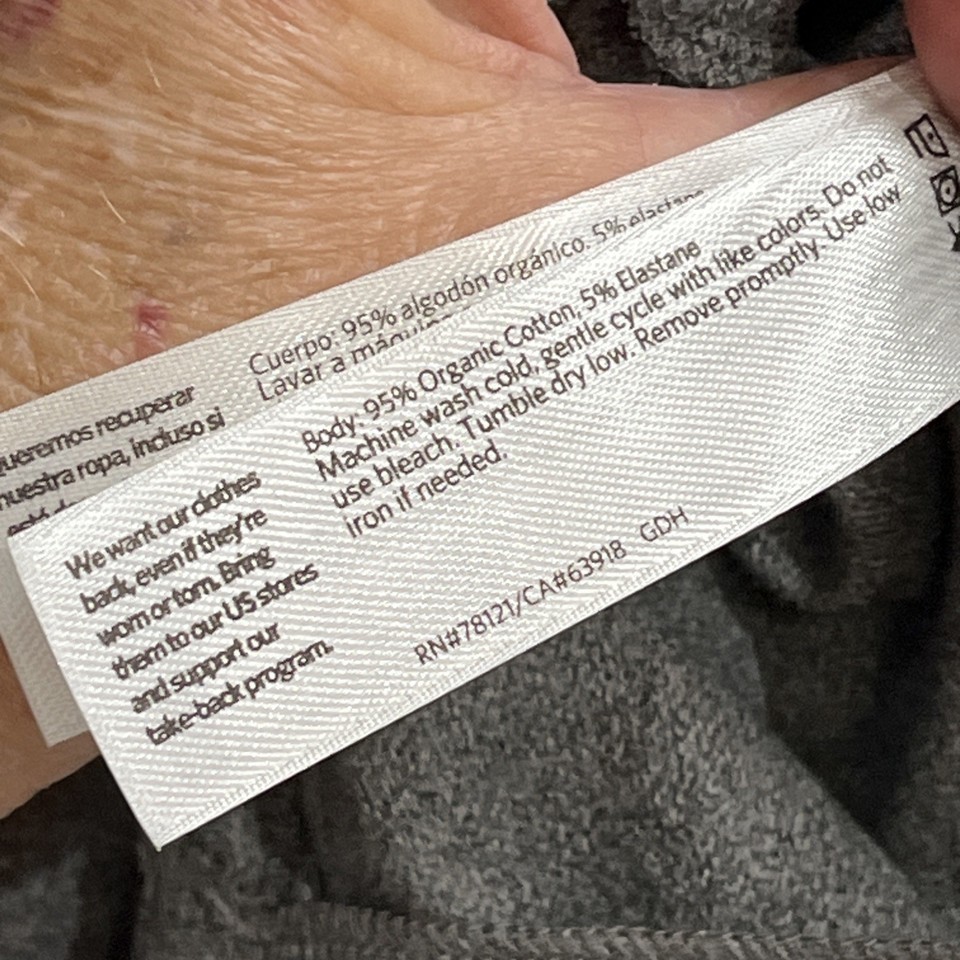 Cuerpo: 95% algodón orgánico. 5% elastano
Lavar a máquina
queremos recuperar
nuestra ropa, incluso si
está
Body: 95% Organic Cotton, 5% Elastane
Machine wash cold, gentle cycle with like colors. Do not
use bleach. Tumble dry low. Remove promptly. Use low
iron if needed.
We want our clothes
back, even if they're
worn or torn. Bring
them to our US stores
and support our
take-back program.
RN#78121/CA#63918 GDH